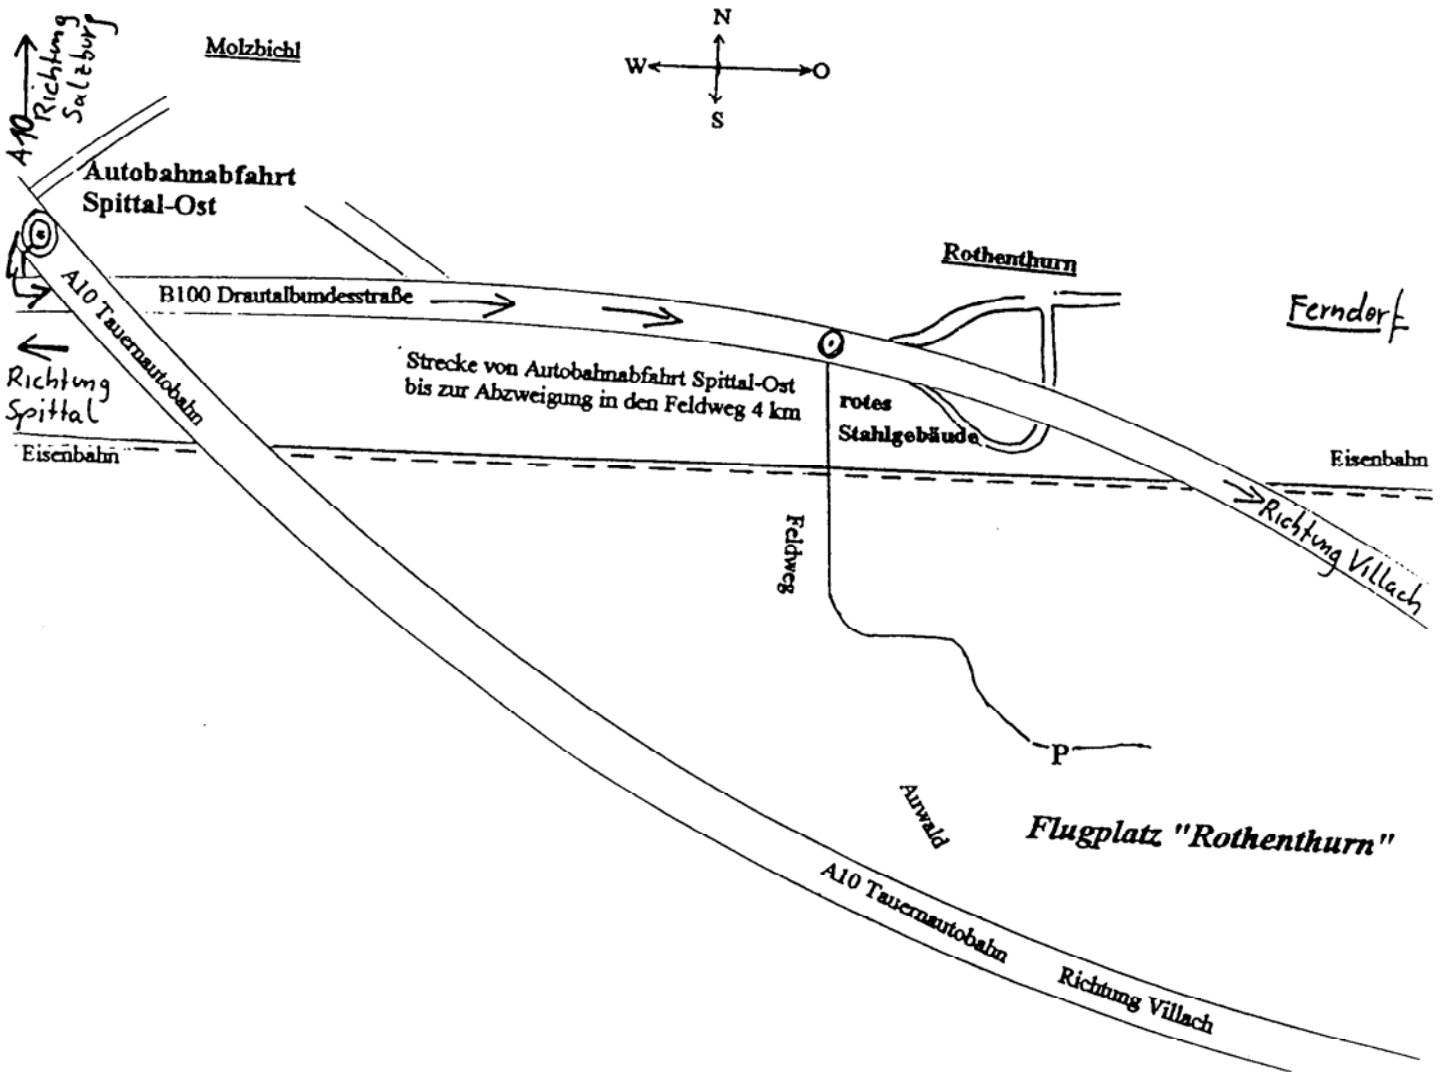 A10
Richtung
Salzburg
Molzbichl
N
W
O
S
Autobahnabfahrt
Spittal-Ost
Rothenthurn
Ferndorf
B100 Drautalbundesstraße
A10 Tauernautobahn
Richtung
Spittal
Strecke von Autobahnabfahrt Spittal-Ost
bis zur Abzweigung in den Feldweg 4 km
rotes
Stahlgebäude
Eisenbahn
Eisenbahn
Richtung Villach
Feldweg
P
Auwald
Flugplatz "Rothenthurn"
A10 Tauernautobahn
Richtung Villach